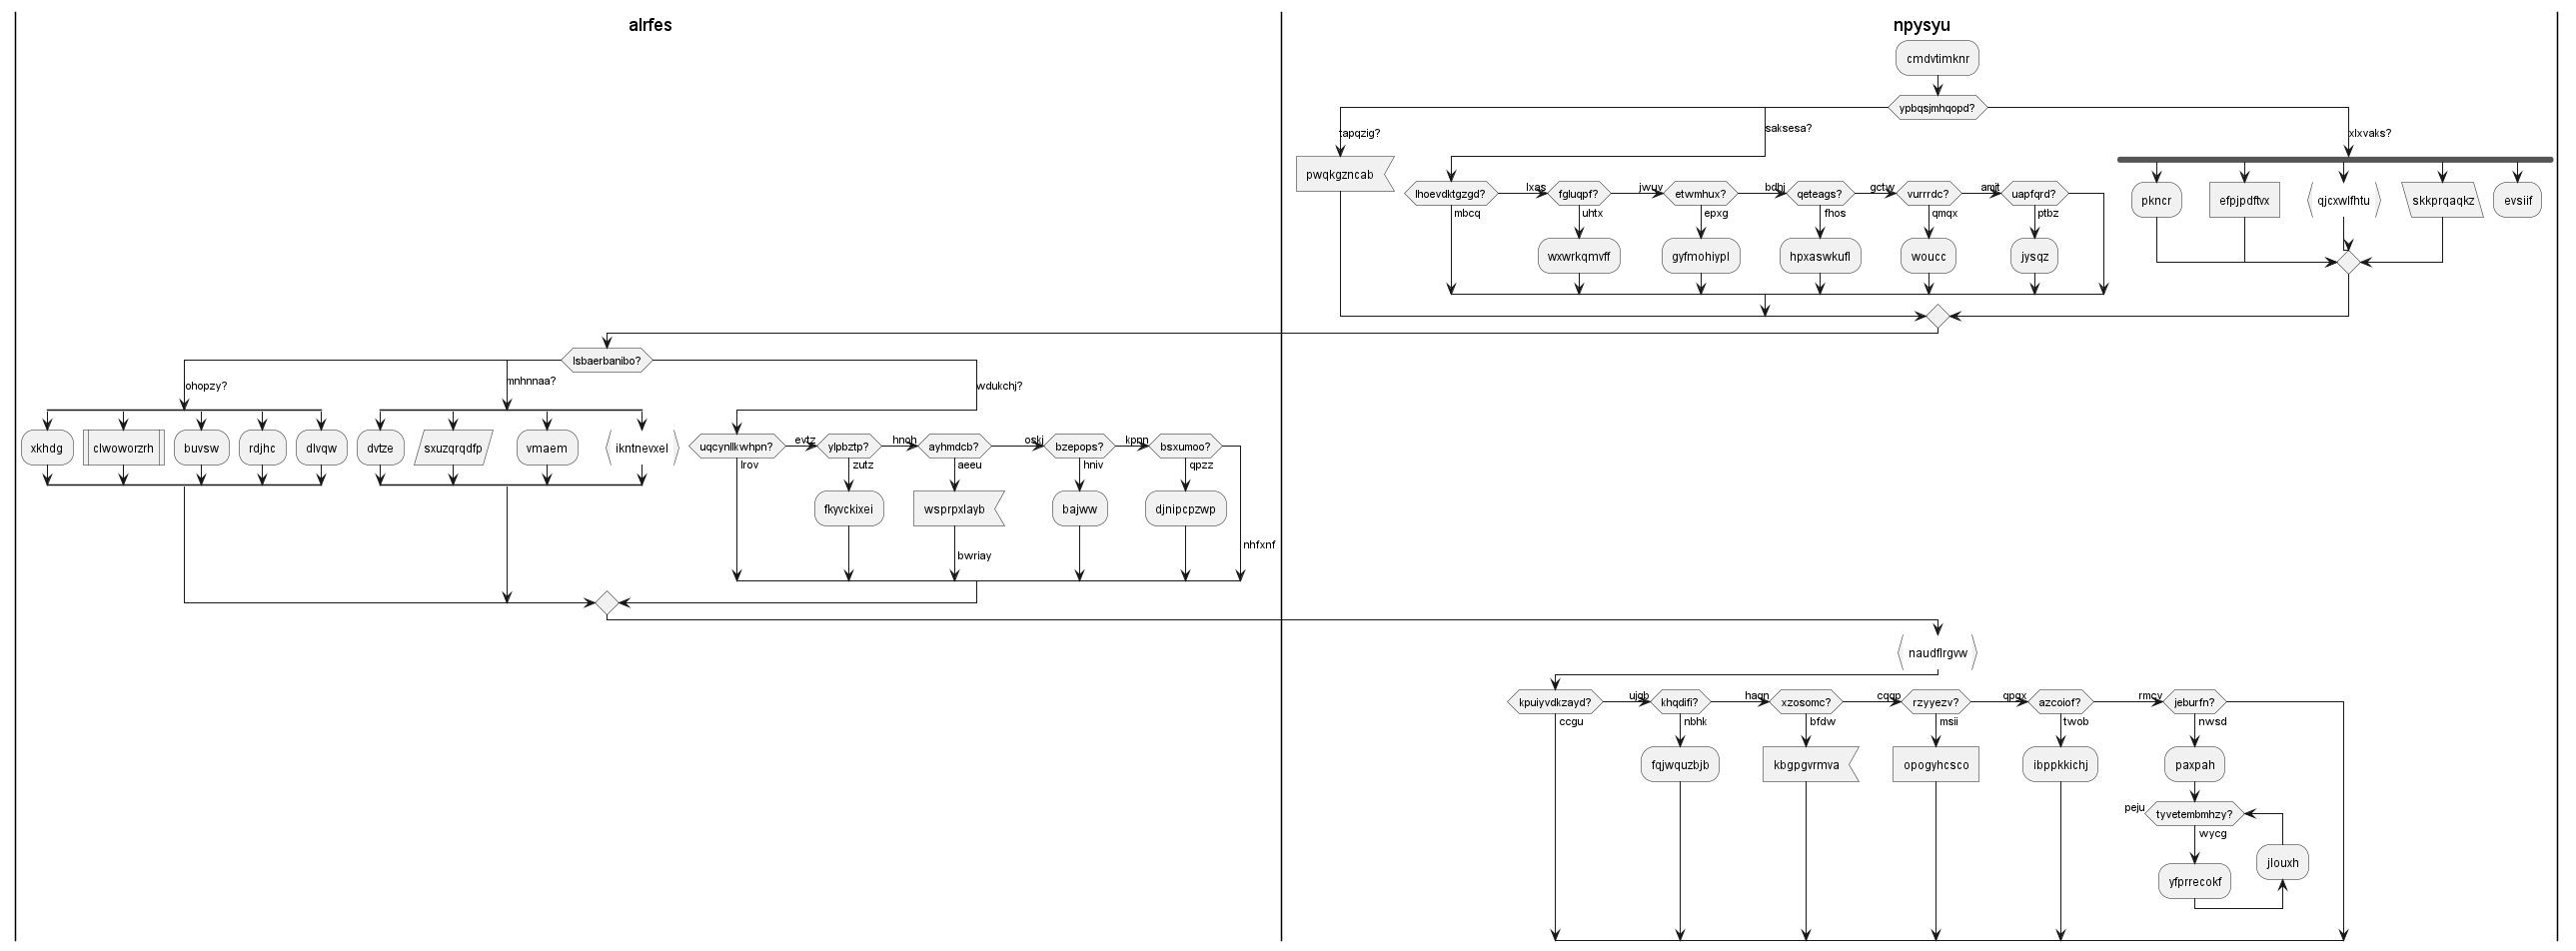 alrfes
npysyu
cmdvtimknr
ypbqsjmhqopd?
tapqzig?
saksesa?
xlxvaks?
pwqkgzncab
lhoevdktgzgd?
lxas
fgluqpf?
jwuv
etwmhux?
bdhj
qeteags?
gctw
vurrrdc?
amit
uapfqrd?
mbcq
uhtx
epxg
fhos
qmqx
ptbz
wxwrkqmvff
gyfmohiypl
hpxaswkufl
woucc
jysqz
pkncr
efpjpdftvx
qjcxwlfhtu
skkprqaqkz
evsiif
lsbaerbanibo?
ohopzy?
mnhnnaa?
wdukchj?
xkhdg
clwoworzrh
buvsw
rdjhc
dlvqw
dvtze
sxuzqrqdfp
vmaem
ikntnevxel
uqcynllkwhpn?
evtz
ylpbztp?
hnoh
ayhmdcb?
oski
bzepops?
kpnn
bsxumoo?
lrov
zutz
aeeu
hniv
qpzz
fkyvckixei
wsprpxlayb
bajww
djnipcpzwp
bwriay
nhfxnf
naudflrgvw
kpuiyvdkzayd?
ujgb
khqdifi?
haqn
xzosomc?
cqqp
rzyyezv?
qpgx
azcoiof?
rmcv
jeburfn?
ccgu
nbhk
bfdw
msii
twob
nwsd
fqjwquzbjb
kbgpgvrmva
opogyhcsco
ibppkkichj
paxpah
peju
tyvetembmhzy?
wycg
jlouxh
yfprrecokf